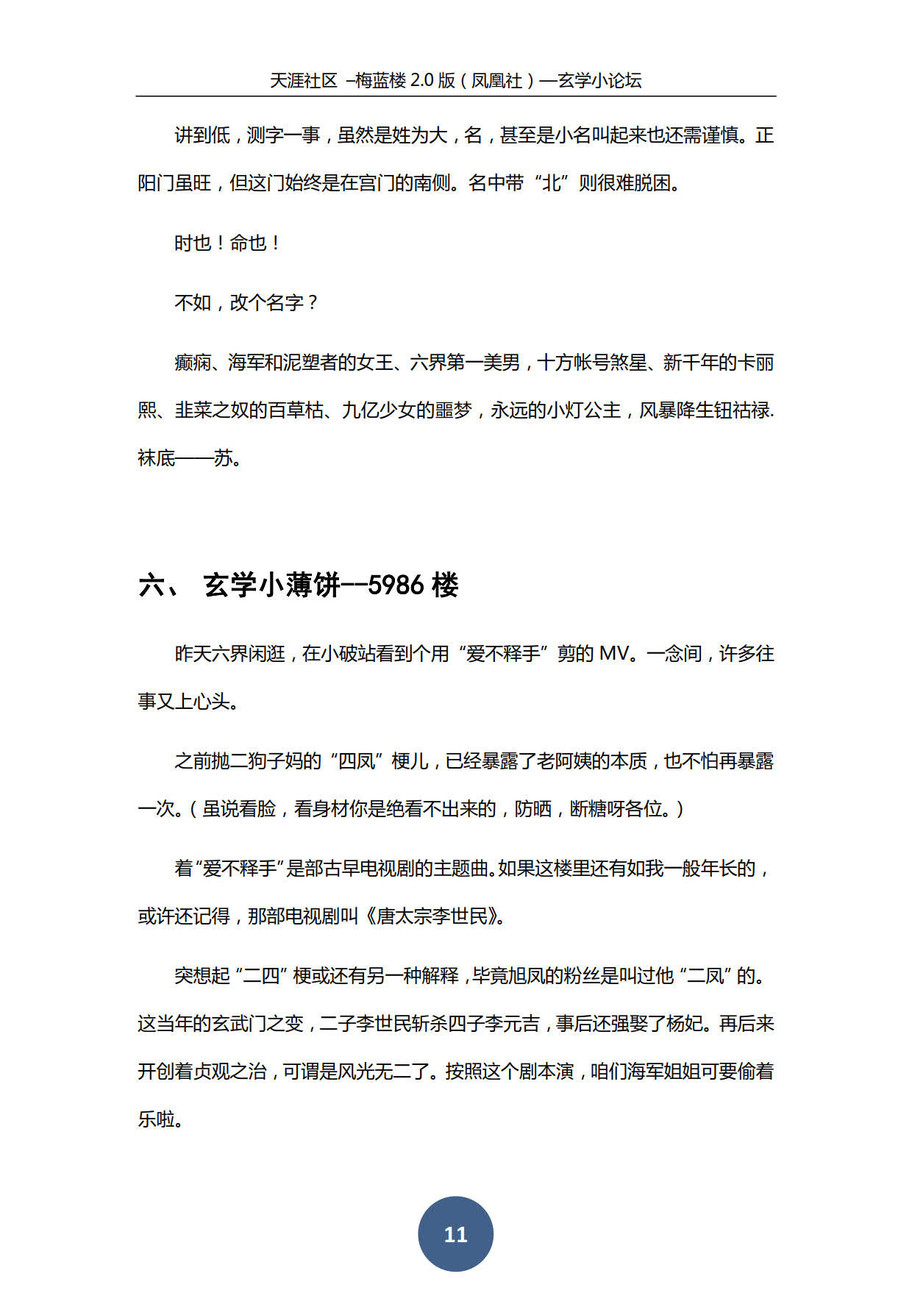 天涯社区 –梅蓝楼 2.0 版（凤凰社）—玄学小论坛
讲到低，测字一事，虽然是姓为大，名，甚至是小名叫起来也还需谨慎。正
阳门虽旺，但这门始终是在宫门的南侧。名中带“北”则很难脱困。
时也！命也！
不如，改个名字？
癫痫、海军和泥塑者的女王、六界第一美男，十方帐号煞星、新千年的卡丽
熙、韭菜之奴的百草枯、九亿少女的噩梦，永远的小灯公主，风暴降生钮祜禄.
袜底——苏。
六、 玄学小薄饼--5986 楼
昨天六界闲逛，在小破站看到个用“爱不释手”剪的 MV。一念间，许多往
事又上心头。
之前抛二狗子妈的“四凤”梗儿，已经暴露了老阿姨的本质，也不怕再暴露
一次。（虽说看脸，看身材你是绝看不出来的，防晒，断糖呀各位。）
着“爱不释手”是部古早电视剧的主题曲。如果这楼里还有如我一般年长的，
或许还记得，那部电视剧叫《唐太宗李世民》。
突想起“二四”梗或还有另一种解释，毕竟旭凤的粉丝是叫过他“二凤”的。
这当年的玄武门之变，二子李世民斩杀四子李元吉，事后还强娶了杨妃。再后来
开创着贞观之治，可谓是风光无二了。按照这个剧本演，咱们海军姐姐可要偷着
乐啦。
11